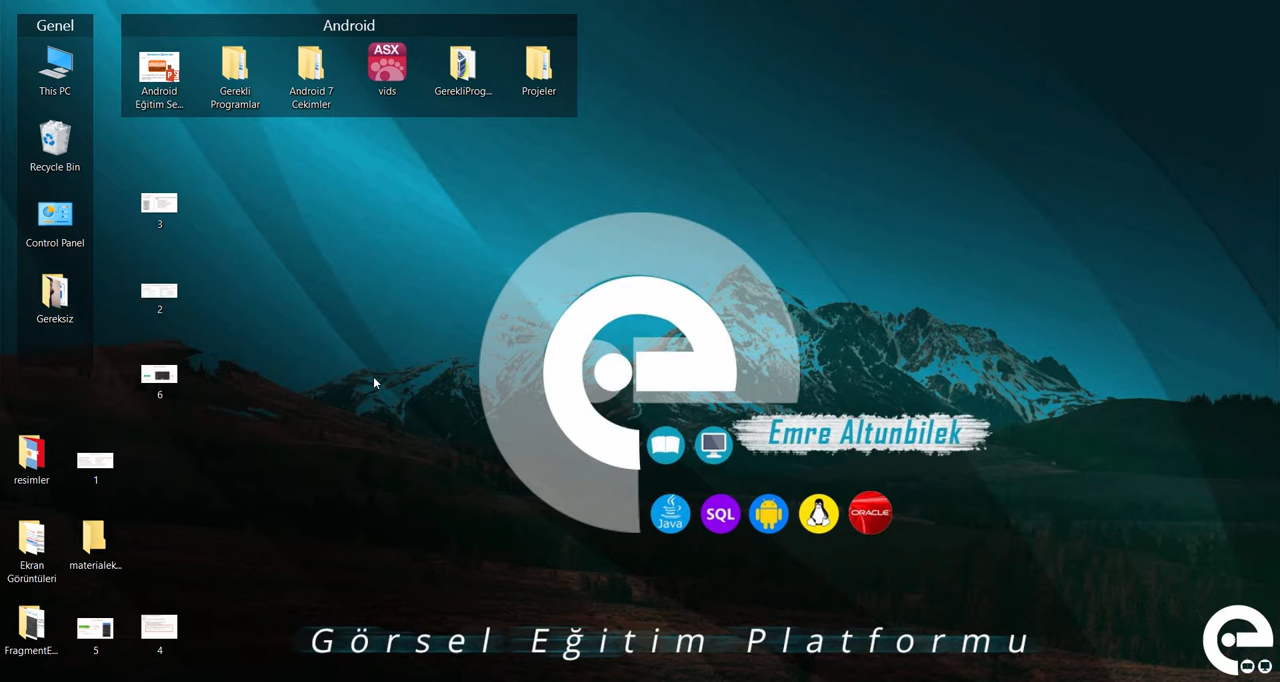 Genel
This PC
Recycle Bin
Control Panel
Gereksiz
Android
Android
Eğitim Se...
Gerekli
Programlar
Android 7
Cekimler
ASX
vids
GerekliProg...
Projeler
3
2
6
resimler
1
Ekran
Görüntüleri
materialek...
FragmentE...
5
4
Emre Altunbilek
Java
SQL
ORACLE
Görsel Eğitim Platformu